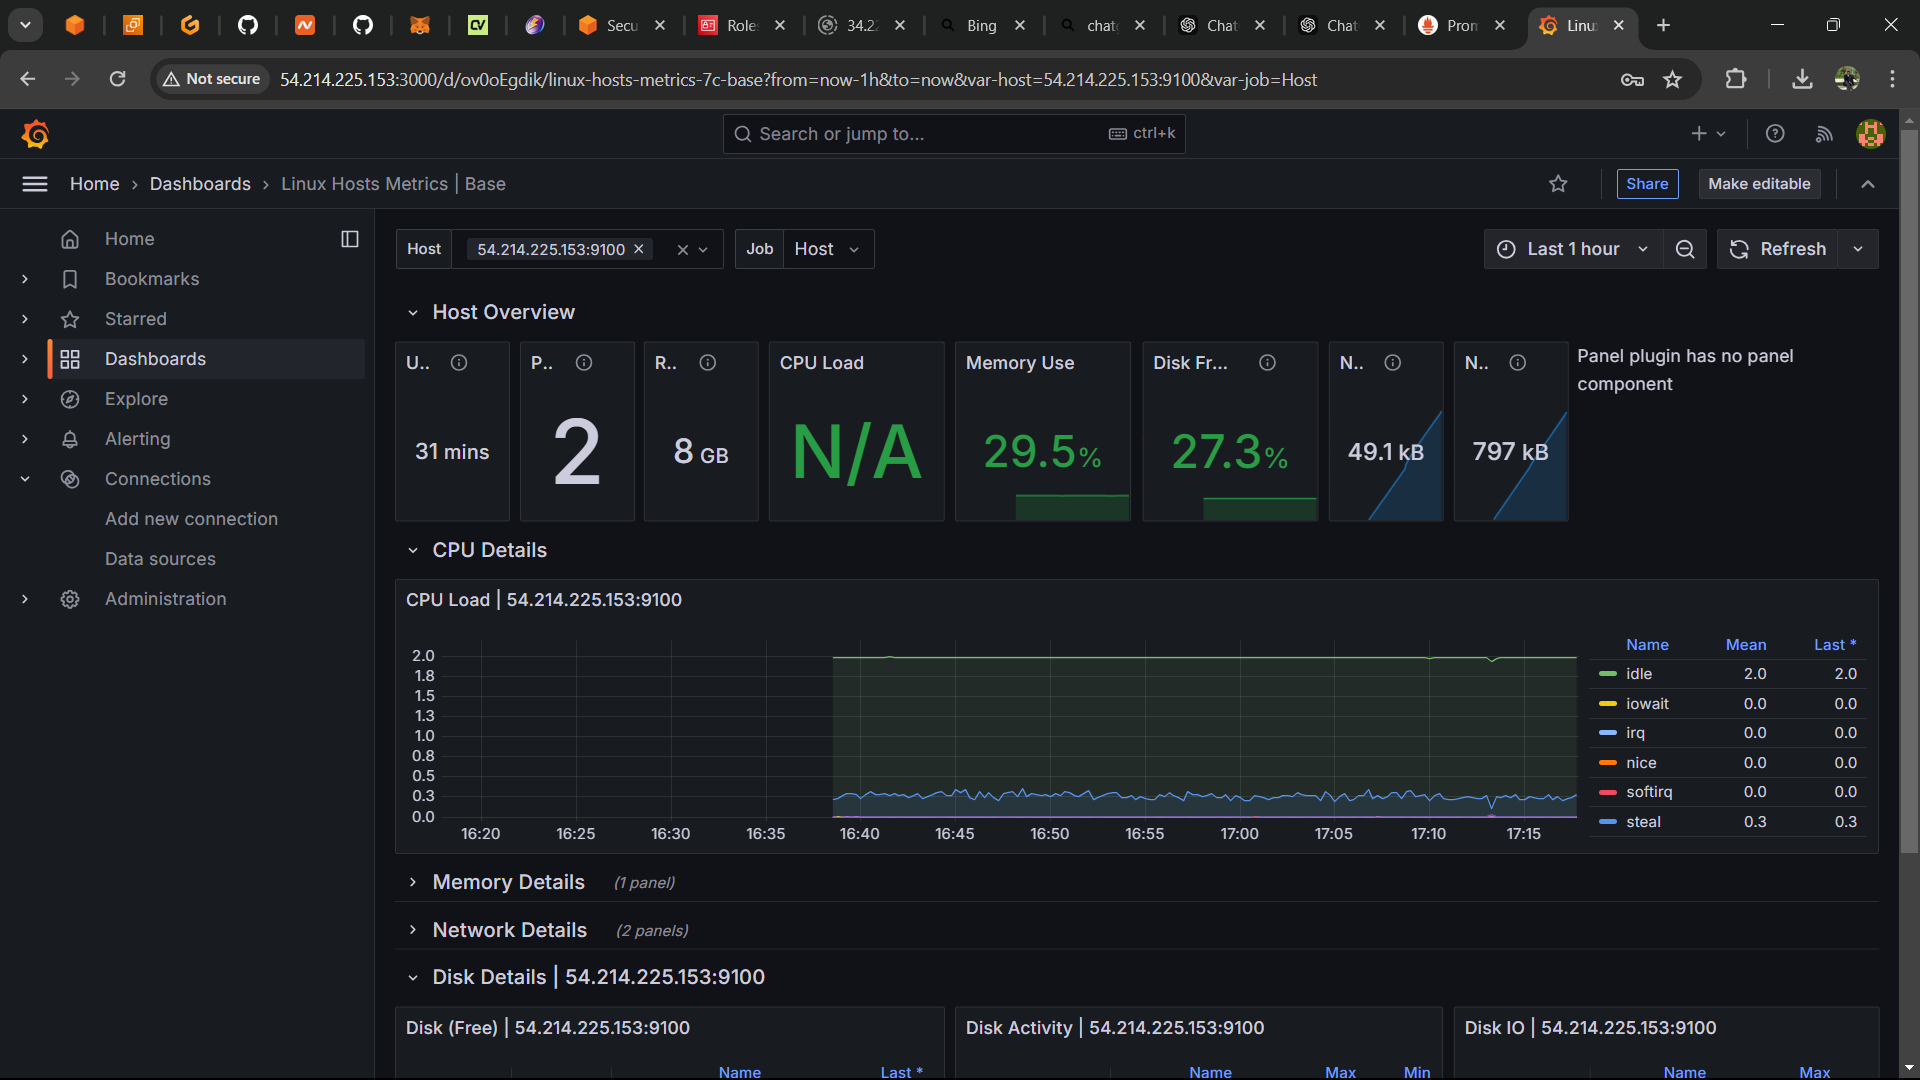 Secu
Role
34.2
Bing
chat
Chat
Chat
Pron
Linu
Not secure
54.214.225.153:3000/d/ov0oEgdik/linux-hosts-metrics-7c-base?from=now-1h&to=now&var-host=54.214.225.153:9100&var-job=Host
Search or jump to...
ctrl+k
Home › Dashboards › Linux Hosts Metrics | Base
Share
Make editable
Home
Bookmarks
Starred
Dashboards
Explore
Alerting
Connections
Add new connection
Data sources
Administration
Host
54.214.225.153:9100
Job
Host
Last 1 hour
Refresh
Host Overview
U..
31 mins
P..
2
R..
8 GB
CPU Load
N/A
Memory Use
29.5%
Disk Fr...
27.3%
N..
49.1 kB
N..
797 kB
Panel plugin has no panel
component
CPU Details
CPU Load | 54.214.225.153:9100
2.0
1.8
1.5
1.3
1.0
0.8
0.5
0.3
0.0
16:20 16:25 16:30 16:35 16:40 16:45 16:50 16:55 17:00 17:05 17:10 17:15
Name Mean Last *
idle 2.0 2.0
iowait 0.0 0.0
irq 0.0 0.0
nice 0.0 0.0
softirq 0.0 0.0
steal 0.3 0.3
Memory Details (1 panel)
Network Details (2 panels)
Disk Details | 54.214.225.153:9100
Disk (Free) | 54.214.225.153:9100
Name Last *
Disk Activity | 54.214.225.153:9100
Name Max Min
Disk IO | 54.214.225.153:9100
Name Max